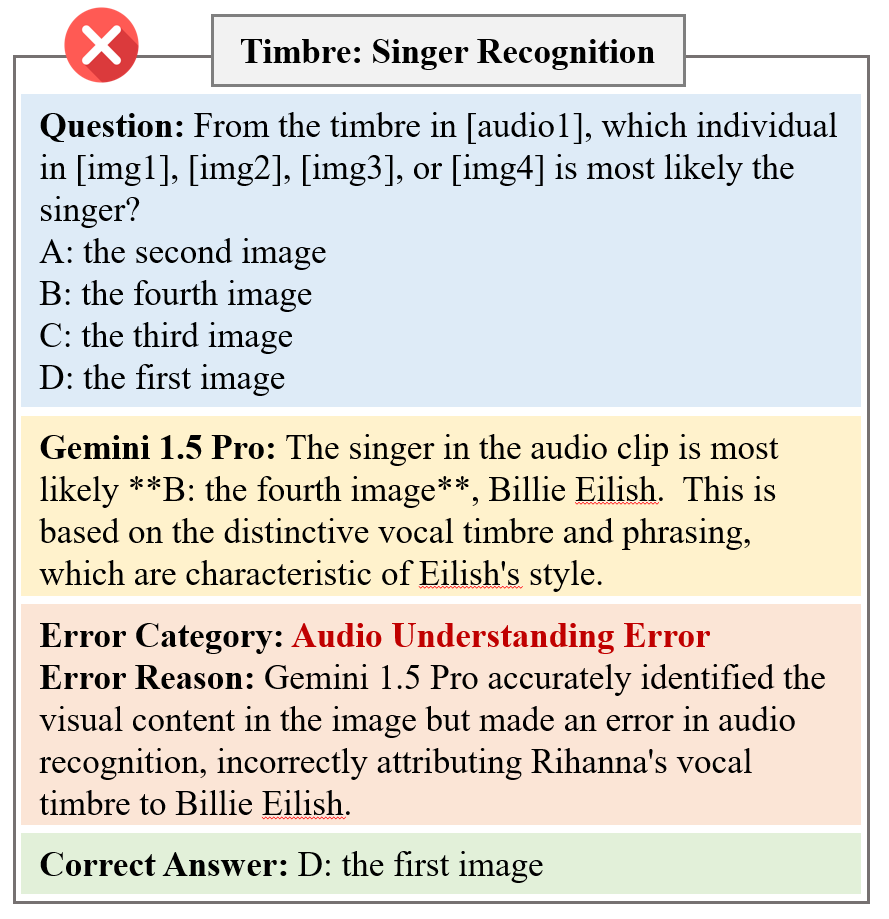 Timbre: Singer Recognition
Question: From the timbre in [audio1], which individual
in [img1], [img2], [img3], or [img4] is most likely the
singer?
A: the second image
B: the fourth image
C: the third image
D: the first image
Gemini 1.5 Pro: The singer in the audio clip is most
likely **B: the fourth image**, Billie Eilish.  This is
based on the distinctive vocal timbre and phrasing,
which are characteristic of Eilish's style.
Error Category: Audio Understanding Error
Error Reason: Gemini 1.5 Pro accurately identified the
visual content in the image but made an error in audio
recognition, incorrectly attributing Rihanna's vocal
timbre to Billie Eilish.
Correct Answer: D: the first image